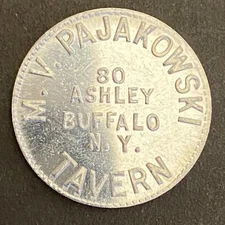 M. V. PAJAKOWSKI
80
ASHLEY
BUFFALO
N. Y.
TAVERN